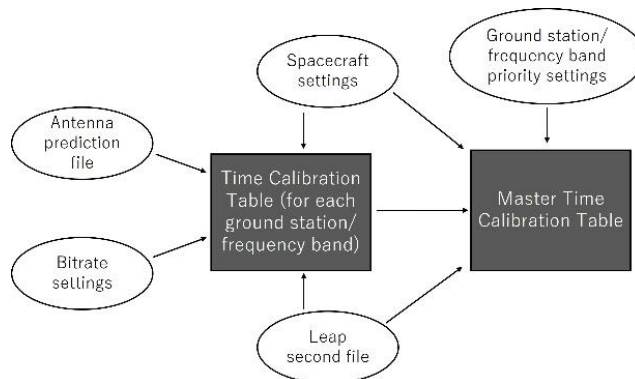 Ground station/
frequency band
priority settings
Spacecraft
settings
Antenna
prediction
file
Time Calibration
Table (for each
ground station/
frequency band)
Master Time
Calibration Table
Bitrate
settings
Leap
second file